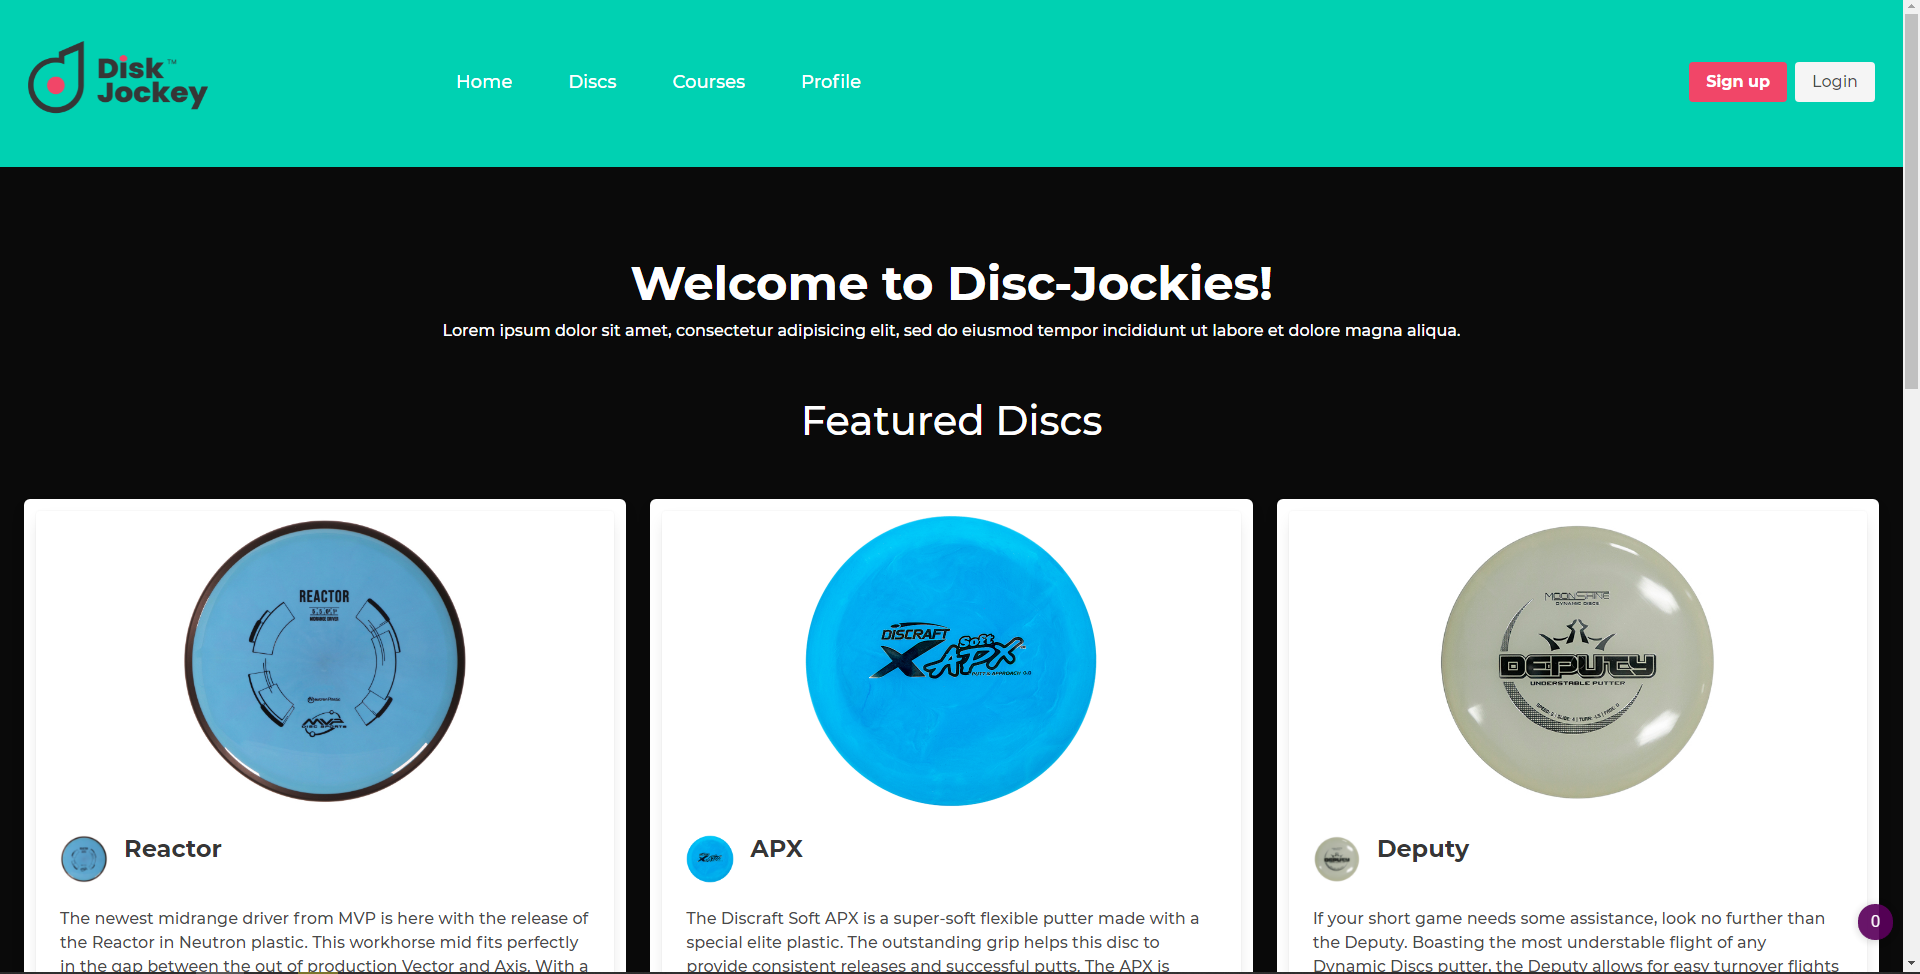 Disk
Jockey
™
Home
Discs
Courses
Profile
Sign up
Login
Welcome to Disc-Jockies!
Lorem ipsum dolor sit amet, consectetur adipisicing elit, sed do eiusmod tempor incididunt ut labore et dolore magna aliqua.
Featured Discs
REACTOR
MVP
DISC SPORTS
DISCRAFT
Soft
X APX
MOONSHINE
DYNAMIC DISCS
DEPUTY
UNDERSTABLE PUTTER
Reactor
APX
Deputy
The newest midrange driver from MVP is here with the release of
the Reactor in Neutron plastic. This workhorse mid fits perfectly
in the gap between the out of production Vector and Axis. With a
The Discraft Soft APX is a super-soft flexible putter made with a
special elite plastic. The outstanding grip helps this disc to
provide consistent releases and successful putts. The APX is
If your short game needs some assistance, look no further than
the Deputy. Boasting the most understable flight of any
Dynamic Discs putter, the Deputy allows for easy turnover flights
0